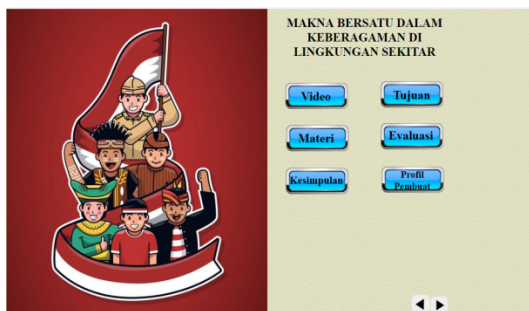 MAKNA BERSATU DALAM
KEBERAGAMAN DI
LINGKUNGAN SEKITAR
Video
Tujuan
Materi
Evaluasi
Kesimpulan
Profil
Pembuat